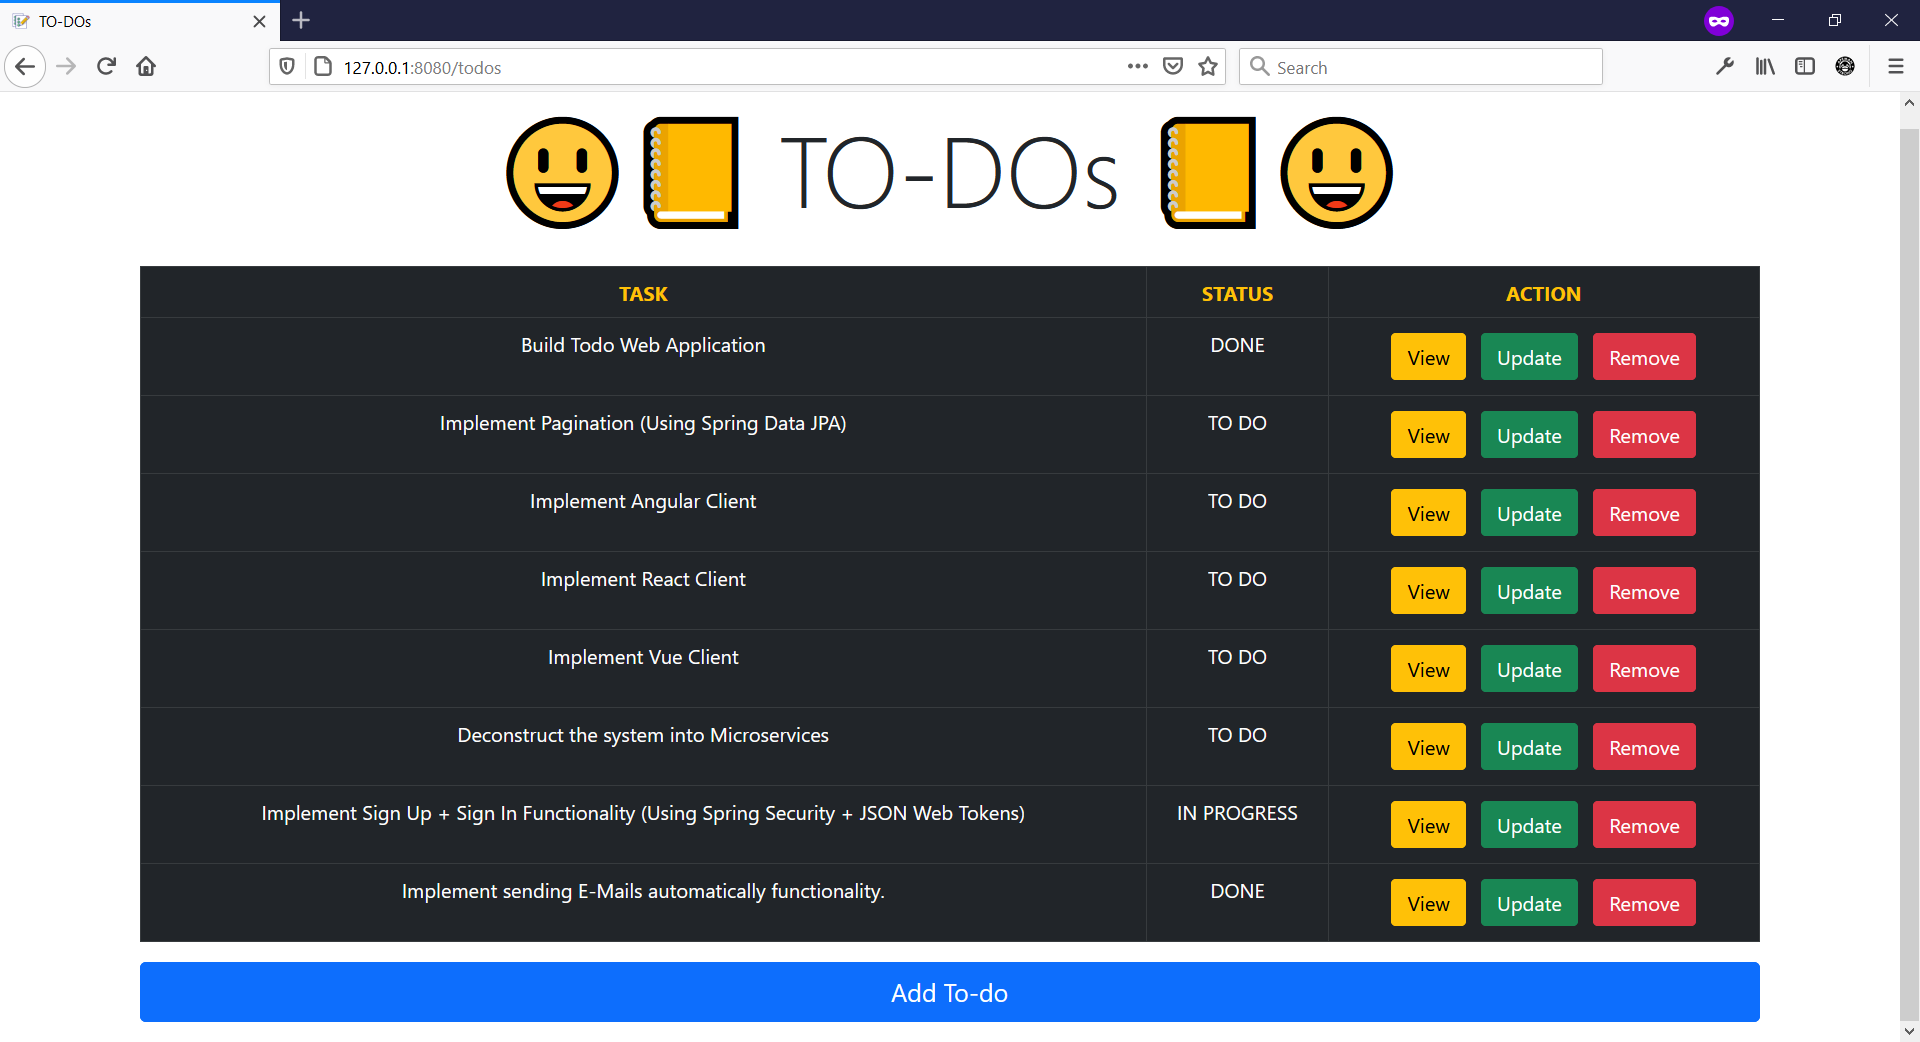 TO-DOs
127.0.0.1:8080/todos
Search
TO-DOs
TASK STATUS ACTION
Build Todo Web Application DONE View Update Remove
Implement Pagination (Using Spring Data JPA) TO DO View Update Remove
Implement Angular Client TO DO View Update Remove
Implement React Client TO DO View Update Remove
Implement Vue Client TO DO View Update Remove
Deconstruct the system into Microservices TO DO View Update Remove
Implement Sign Up + Sign In Functionality (Using Spring Security + JSON Web Tokens) IN PROGRESS View Update Remove
Implement sending E-Mails automatically functionality. DONE View Update Remove
Add To-do